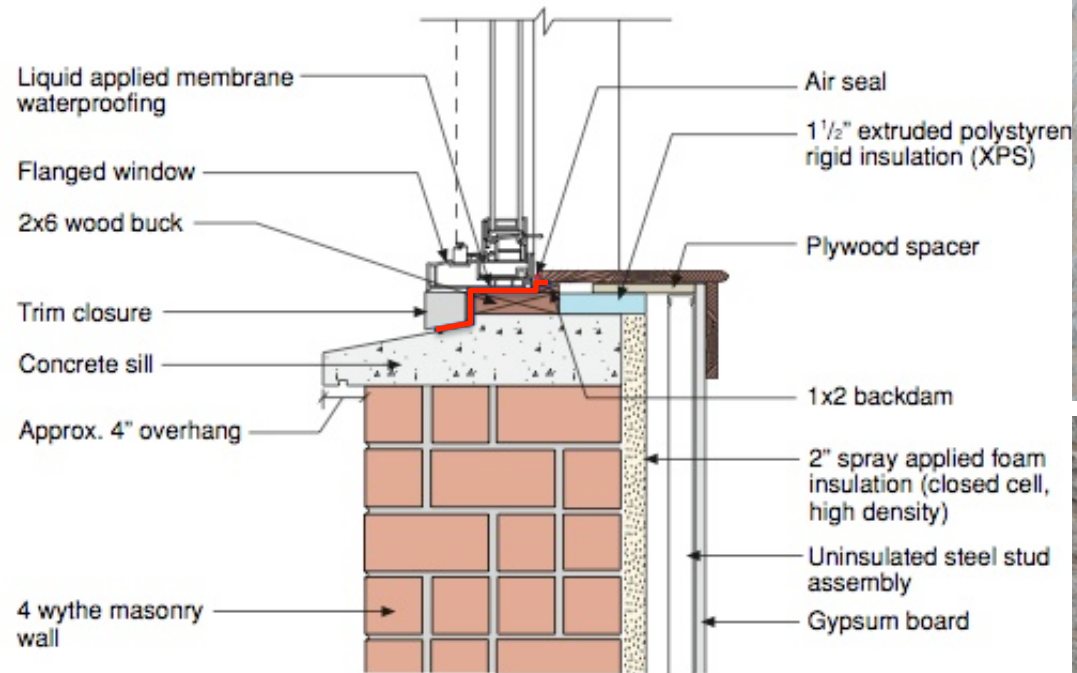 Liquid applied membrane
waterproofing
Flanged window
2x6 wood buck
Trim closure
Concrete sill
Approx. 4” overhang
4 wythe masonry
wall
Air seal
1 1/2” extruded polystyren
rigid insulation (XPS)
Plywood spacer
1x2 backdam
2” spray applied foam
insulation (closed cell,
high density)
Uninsulated steel stud
assembly
Gypsum board